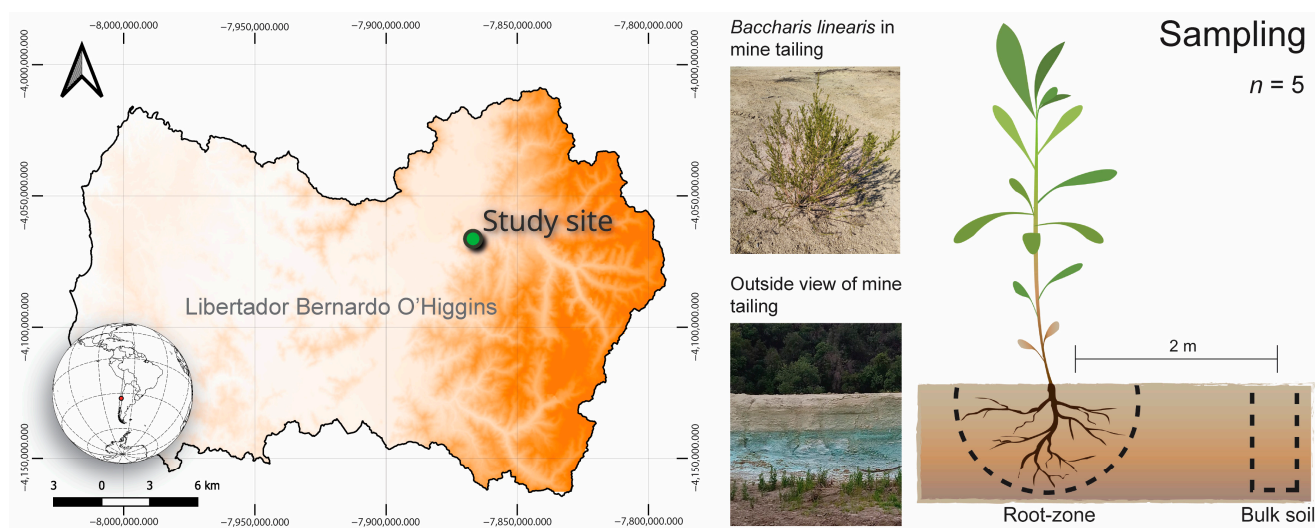 −8,000,000.000
−7,950,000.000
−7,900,000.000
−7,850,000.000
−7,800,000.000
−4,000,000.000
−4,050,000.000
−4,100,000.000
−4,150,000.000
−4,000,000.000
−4,050,000.000
−4,100,000.000
−4,150,000.000
Study site
Libertador Bernardo O’Higgins
3 0 3 6 km
−8,000,000.000
−7,950,000.000
−7,900,000.000
−7,850,000.000
−7,800,000.000
Baccharis linearis in
mine tailing
Outside view of mine
tailing
Sampling
n = 5
2 m
Root-zone
Bulk soil